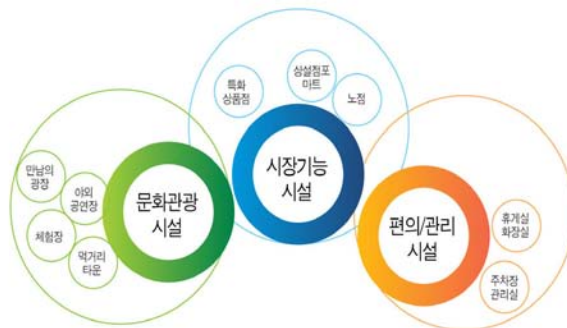 만남의
광장
야외
공연장
체험장
먹거리
타운
문화관광
시설
특화
상품점
상설점포
마트
노점
시장기능
시설
편의/관리
시설
휴게실
화장실
주차장
관리실